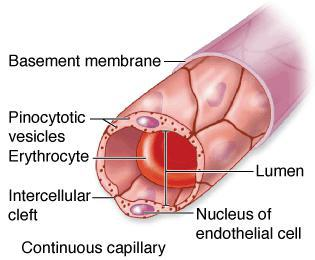 Basement membrane
Pinocytotic
vesicles
Erythrocyte
Lumen
Intercellular
cleft
Nucleus of
endothelial cell
Continuous capillary